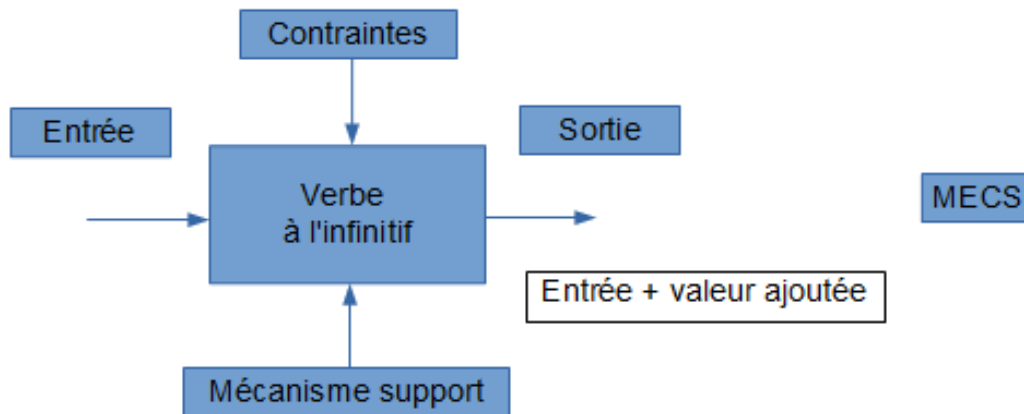 Contraintes
Entrée
Sortie
Verbe
à l'infinitif
MECS
Entrée + valeur ajoutée
Mécanisme support